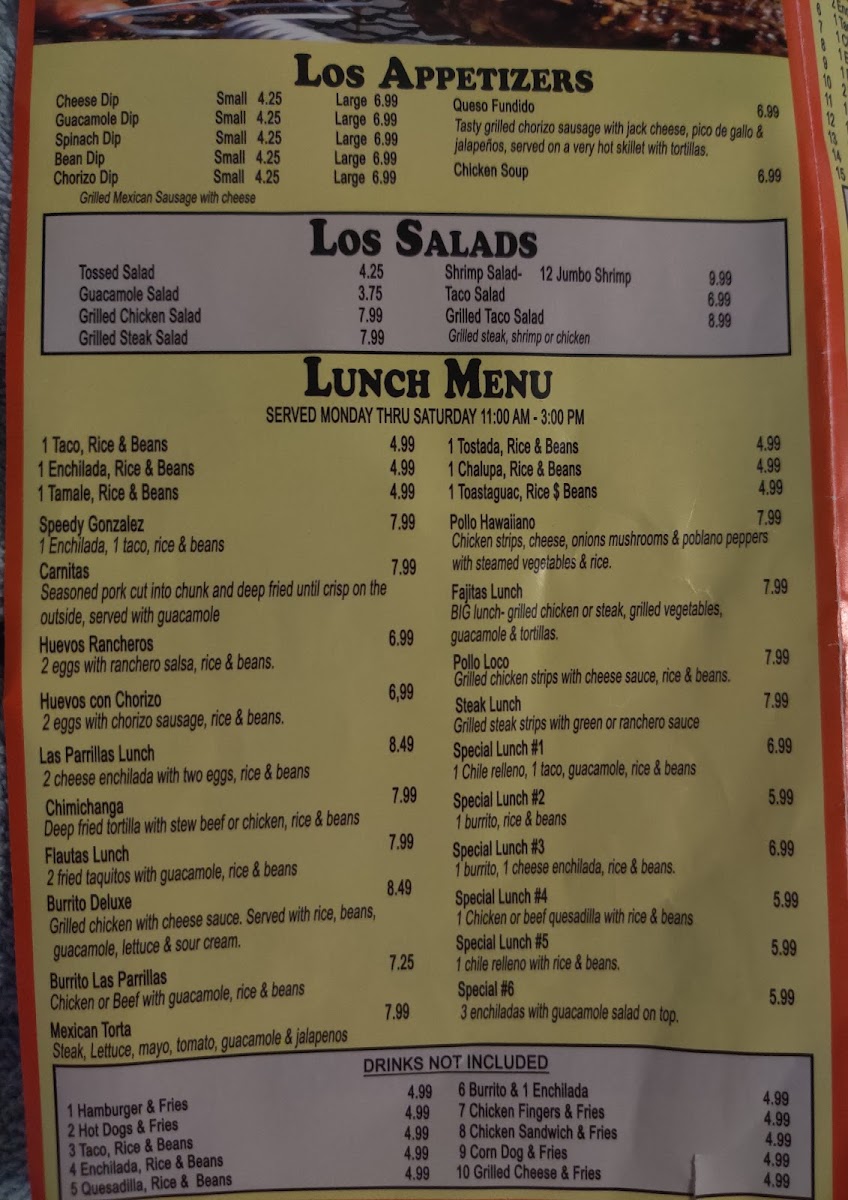 LOS APPETIZERS
Cheese Dip Small 4.25 Large 6.99
Guacamole Dip Small 4.25 Large 6.99
Spinach Dip Small 4.25 Large 6.99
Bean Dip Small 4.25 Large 6.99
Chorizo Dip Small 4.25 Large 6.99
Grilled Mexican Sausage with cheese
Queso Fundido 6.99
Tasty grilled chorizo sausage with jack cheese, pico de gallo &
jalapeños, served on a very hot skillet with tortillas.
Chicken Soup 6.99
LOS SALADS
Tossed Salad 4.25
Guacamole Salad 3.75
Grilled Chicken Salad 7.99
Grilled Steak Salad 7.99
Shrimp Salad- 12 Jumbo Shrimp 9.99
Taco Salad 6.99
Grilled Taco Salad 8.99
Grilled steak, shrimp or chicken
LUNCH MENU
SERVED MONDAY THRU SATURDAY 11:00 AM - 3:00 PM
1 Taco, Rice & Beans 4.99
1 Enchilada, Rice & Beans 4.99
1 Tamale, Rice & Beans 4.99
Speedy Gonzalez 7.99
1 Enchilada, 1 taco, rice & beans
Carnitas 7.99
Seasoned pork cut into chunk and deep fried until crisp on the
outside, served with guacamole
Huevos Rancheros 6.99
2 eggs with ranchero salsa, rice & beans.
Huevos con Chorizo 6,99
2 eggs with chorizo sausage, rice & beans.
Las Parrillas Lunch 8.49
2 cheese enchilada with two eggs, rice & beans
Chimichanga 7.99
Deep fried tortilla with stew beef or chicken, rice & beans
Flautas Lunch 7.99
2 fried taquitos with guacamole, rice & beans
Burrito Deluxe 8.49
Grilled chicken with cheese sauce. Served with rice, beans,
guacamole, lettuce & sour cream.
Burrito Las Parrillas 7.25
Chicken or Beef with guacamole, rice & beans
Mexican Torta 7.99
Steak, Lettuce, mayo, tomato, guacamole & jalapenos
1 Tostada, Rice & Beans 4.99
1 Chalupa, Rice & Beans 4.99
1 Toastaguac, Rice $ Beans 4.99
Pollo Hawaiiano 7.99
Chicken strips, cheese, onions mushrooms & poblano peppers
with steamed vegetables & rice.
Fajitas Lunch 7.99
BIG lunch- grilled chicken or steak, grilled vegetables,
guacamole & tortillas.
Pollo Loco 7.99
Grilled chicken strips with cheese sauce, rice & beans.
Steak Lunch 7.99
Grilled steak strips with green or ranchero sauce
Special Lunch #1 6.99
1 Chile relleno, 1 taco, guacamole, rice & beans
Special Lunch #2 5.99
1 burrito, rice & beans
Special Lunch #3 6.99
1 burrito, 1 cheese enchilada, rice & beans.
Special Lunch #4 5.99
1 Chicken or beef quesadilla with rice & beans
Special Lunch #5 5.99
1 chile relleno with rice & beans.
Special #6 5.99
3 enchiladas with guacamole salad on top.
DRINKS NOT INCLUDED
1 Hamburger & Fries 4.99
2 Hot Dogs & Fries 4.99
3 Taco, Rice & Beans 4.99
4 Enchilada, Rice & Beans 4.99
5 Quesadilla, Rice & Beans 4.99
6 Burrito & 1 Enchilada 4.99
7 Chicken Fingers & Fries 4.99
8 Chicken Sandwich & Fries 4.99
9 Corn Dog & Fries 4.99
10 Grilled Cheese & Fries 4.99
6
7
8
9
10
11
12
13
14
15